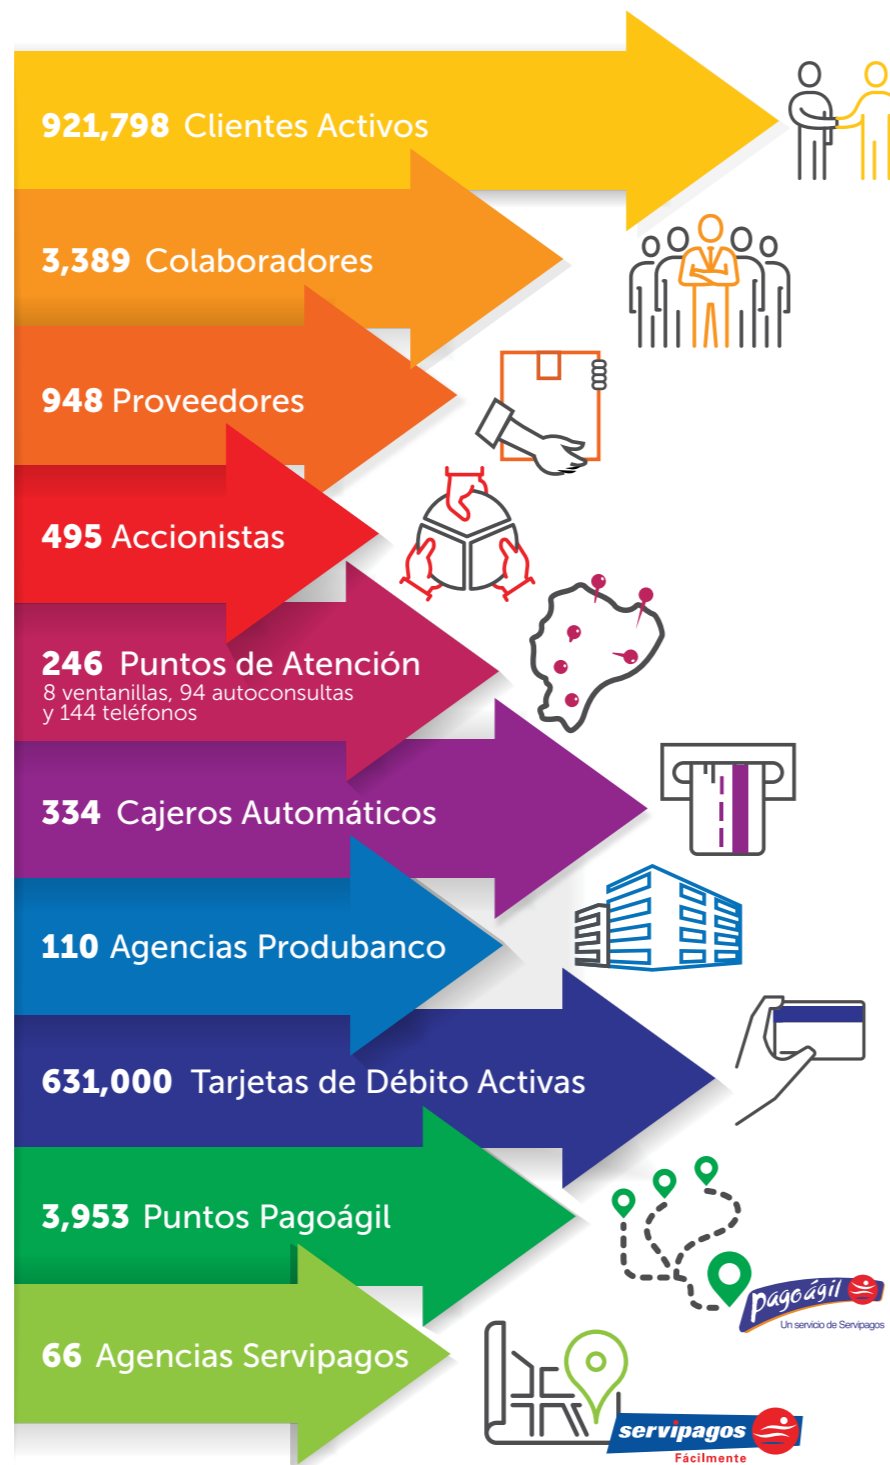 921,798 Clientes Activos
3,389 Colaboradores
948 Proveedores
495 Accionistas
246 Puntos de Atención
8 ventanillas, 94 autoconsultas
y 144 teléfonos
334 Cajeros Automáticos
110 Agencias Produbanco
631,000 Tarjetas de Débito Activas
3,953 Puntos Pagoágil
pagoágil
Un servicio de Servipagos
66 Agencias Servipagos
servipagos
Fácilmente